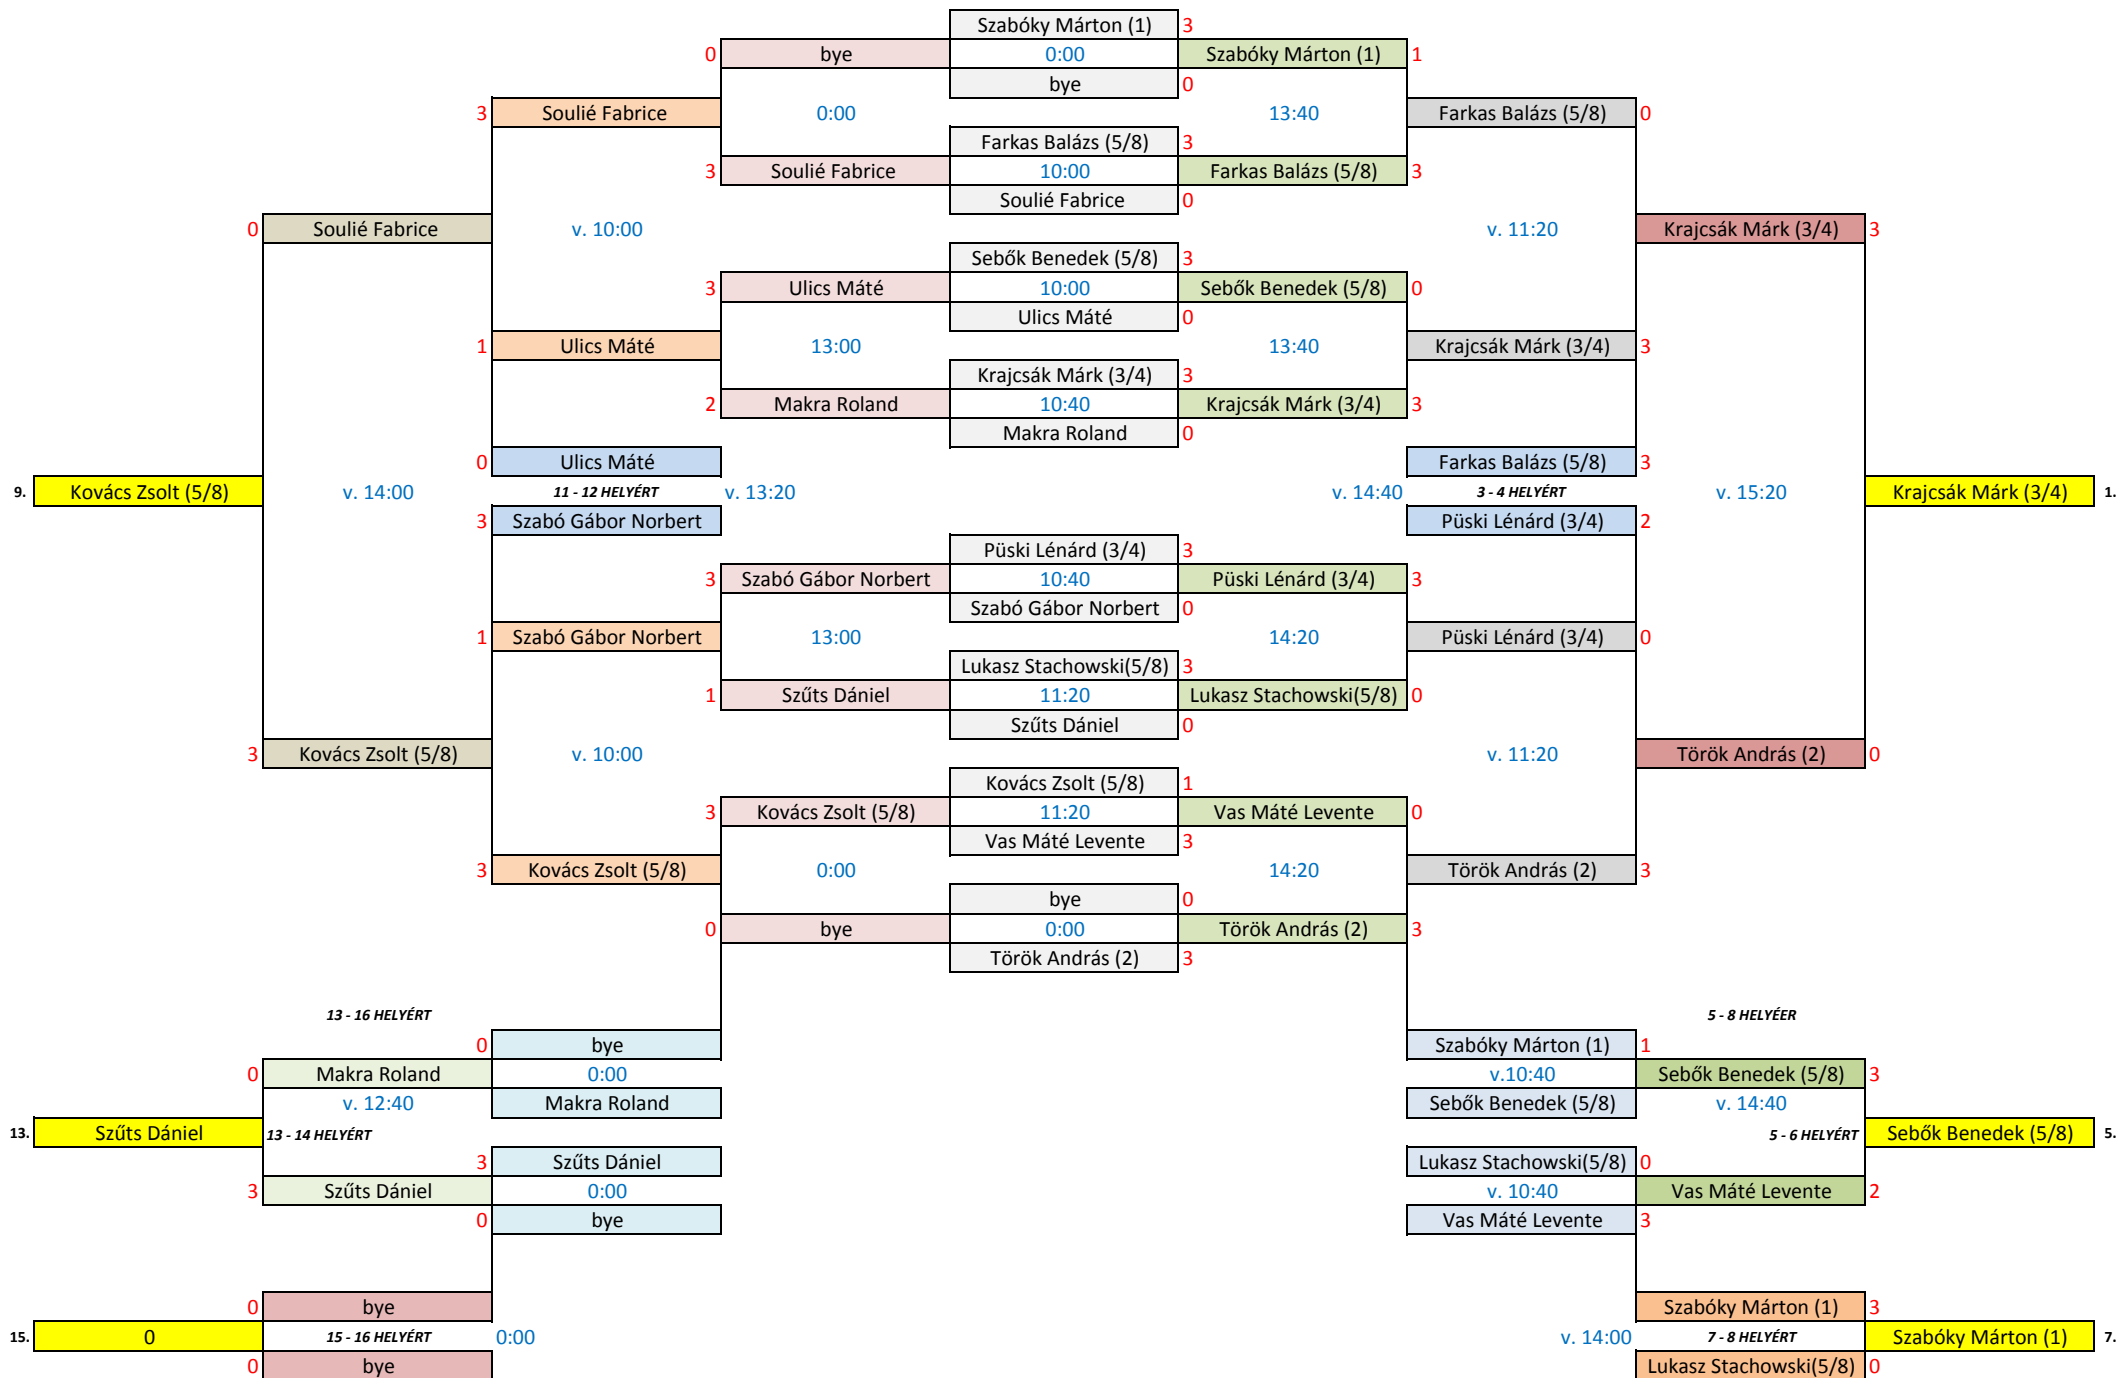 Szabóky Márton (1) 3
0 bye 0:00 Szabóky Márton (1) 1
bye 0
3 Soulié Fabrice 0:00 13:40 Farkas Balázs (5/8) 0
Farkas Balázs (5/8) 3
3 Soulié Fabrice 10:00 Farkas Balázs (5/8) 3
Soulié Fabrice 0
0 Soulié Fabrice v. 10:00 v. 11:20 Krajcsák Márk (3/4) 3
Sebők Benedek (5/8) 3
3 Ulics Máté 10:00 Sebők Benedek (5/8) 0
Ulics Máté 0
1 Ulics Máté 13:00 13:40 Krajcsák Márk (3/4) 3
Krajcsák Márk (3/4) 3
2 Makra Roland 10:40 Krajcsák Márk (3/4) 3
Makra Roland 0
0 Ulics Máté Farkas Balázs (5/8) 3
9. Kovács Zsolt (5/8) v. 14:00 11 - 12 HELYÉRT v. 13:20 v. 14:40 3 - 4 HELYÉRT v. 15:20 Krajcsák Márk (3/4) 1.
3 Szabó Gábor Norbert Püski Lénárd (3/4) 2
Püski Lénárd (3/4) 3
3 Szabó Gábor Norbert 10:40 Püski Lénárd (3/4) 3
Szabó Gábor Norbert 0
1 Szabó Gábor Norbert 13:00 14:20 Püski Lénárd (3/4) 0
Lukasz Stachowski(5/8) 3
1 Szűts Dániel 11:20 Lukasz Stachowski(5/8) 0
Szűts Dániel 0
3 Kovács Zsolt (5/8) v. 10:00 v. 11:20 Török András (2) 0
Kovács Zsolt (5/8) 1
3 Kovács Zsolt (5/8) 11:20 Vas Máté Levente 0
Vas Máté Levente 3
3 Kovács Zsolt (5/8) 0:00 14:20 Török András (2) 3
bye 0
0 bye 0:00 Török András (2) 3
Török András (2) 3
13 - 16 HELYÉRT 5 - 8 HELYÉER
0 bye Szabóky Márton (1) 1
0 Makra Roland 0:00 v.10:40 Sebők Benedek (5/8) 3
v. 12:40 Makra Roland Sebők Benedek (5/8) v. 14:40
13. Szűts Dániel 13 - 14 HELYÉRT 5 - 6 HELYÉRT Sebők Benedek (5/8) 5.
3 Szűts Dániel Lukasz Stachowski(5/8) 0
3 Szűts Dániel 0:00 v. 10:40 Vas Máté Levente 2
0 bye Vas Máté Levente 3
0 bye Szabóky Márton (1) 3
15. 0 15 - 16 HELYÉRT 0:00 v. 14:00 7 - 8 HELYÉRT Szabóky Márton (1) 7.
0 bye Lukasz Stachowski(5/8) 0